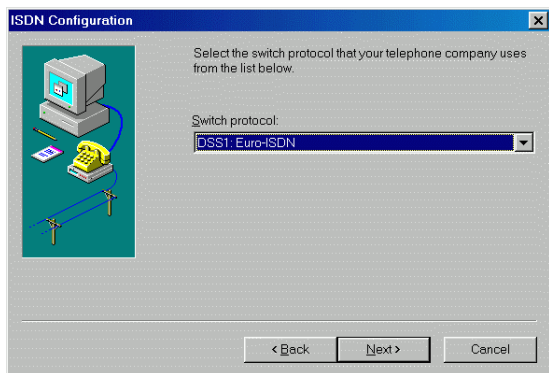 ISDN Configuration
Select the switch protocol that your telephone company uses
from the list below.
Switch protocol:
DSS1: Euro-ISDN
< Back
Next >
Cancel